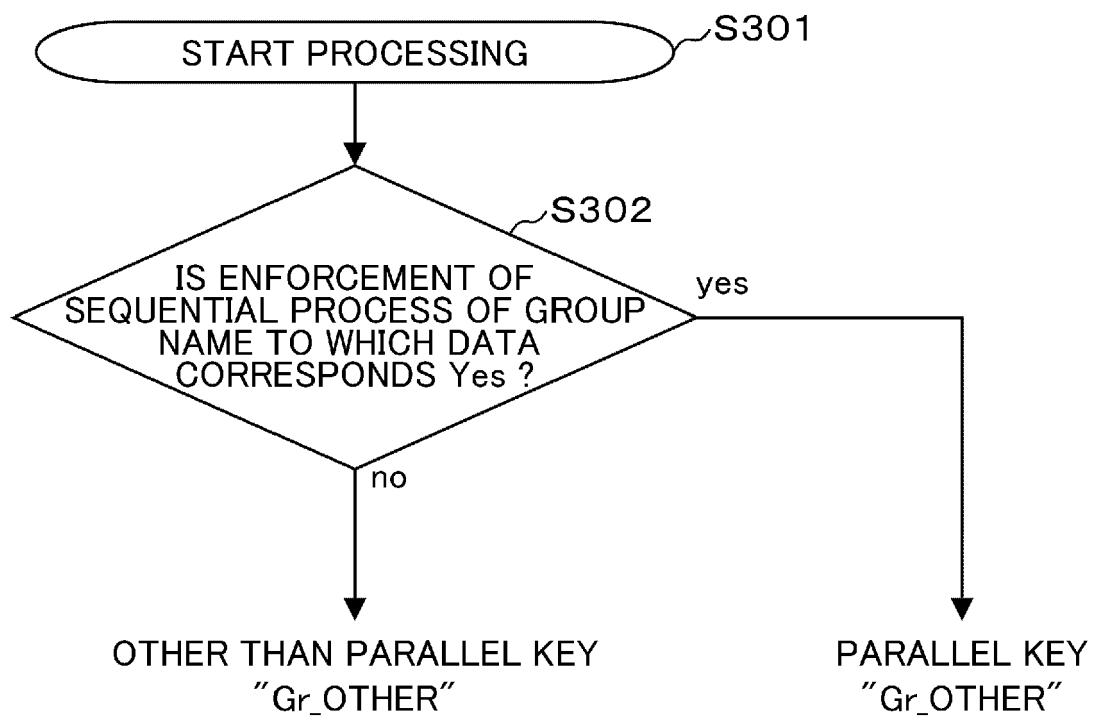 START PROCESSING
S301
S302
IS ENFORCEMENT OF
SEQUENTIAL PROCESS OF GROUP
NAME TO WHICH DATA
CORRESPONDS Yes ?
yes
no
OTHER THAN PARALLEL KEY
"Gr_OTHER"
PARALLEL KEY
"Gr_OTHER"